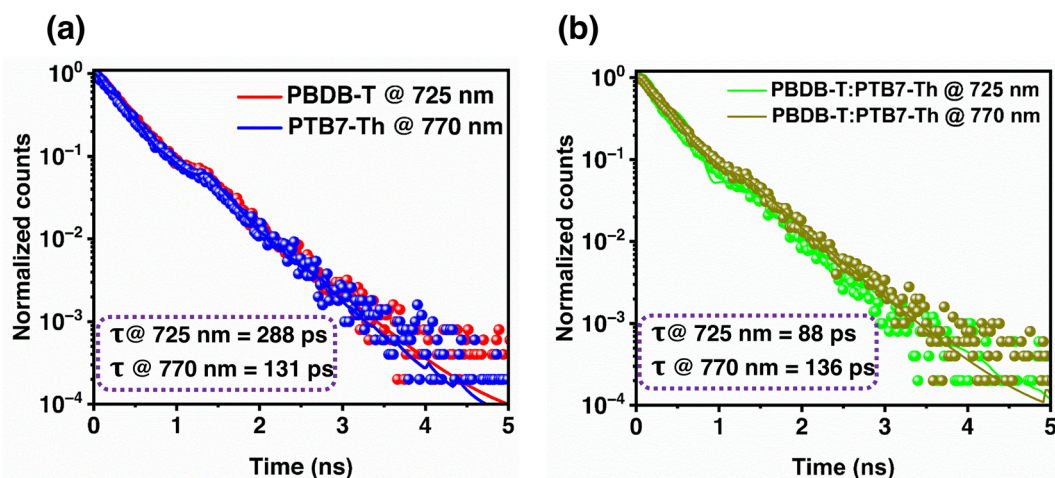 (a)
(b)
PBDB-T @ 725 nm
PTB7-Th @ 770 nm
τ@ 725 nm = 288 ps
τ @ 770 nm = 131 ps
Normalized counts
10⁰
10⁻¹
10⁻²
10⁻³
10⁻⁴
0 1 2 3 4 5
Time (ns)
PBDB-T:PTB7-Th @ 725 nm
PBDB-T:PTB7-Th @ 770 nm
τ@ 725 nm = 88 ps
τ @ 770 nm = 136 ps
Normalized counts
10⁰
10⁻¹
10⁻²
10⁻³
10⁻⁴
0 1 2 3 4 5
Time (ns)